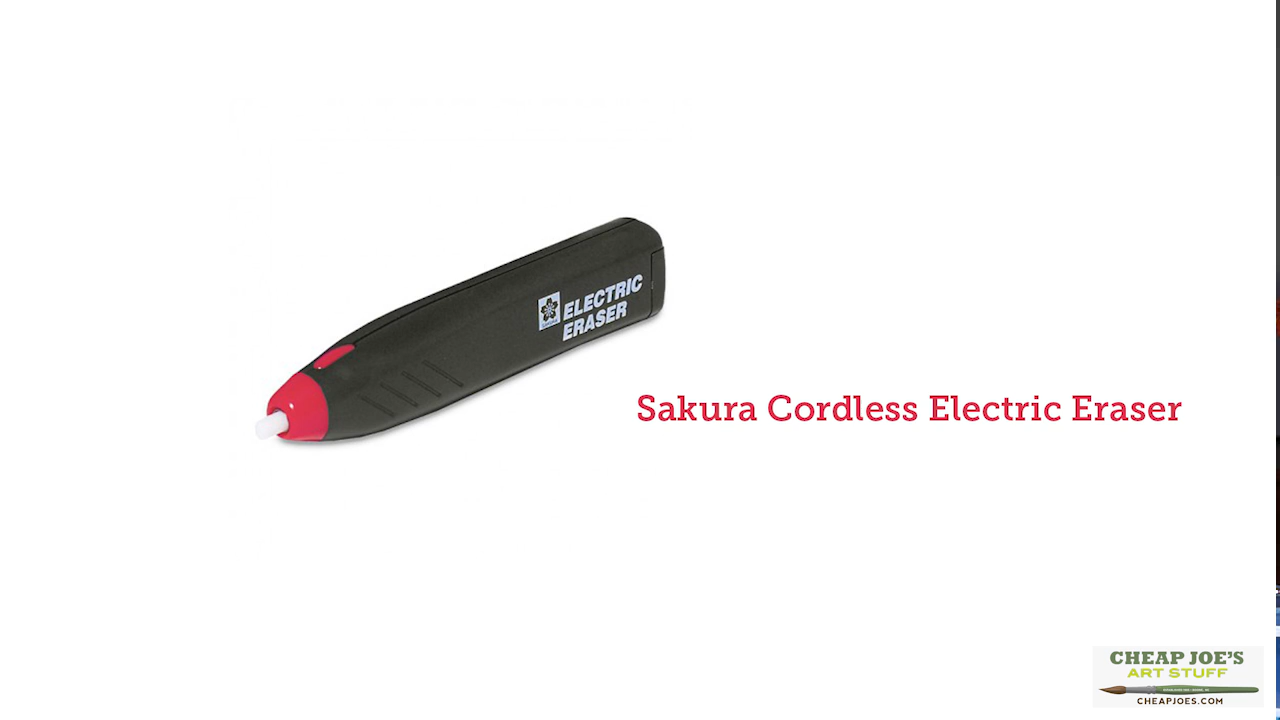 ELECTRIC
ERASER
Sakura Cordless Electric Eraser
CHEAP JOE'S
ART STUFF
CHEAPJOES.COM